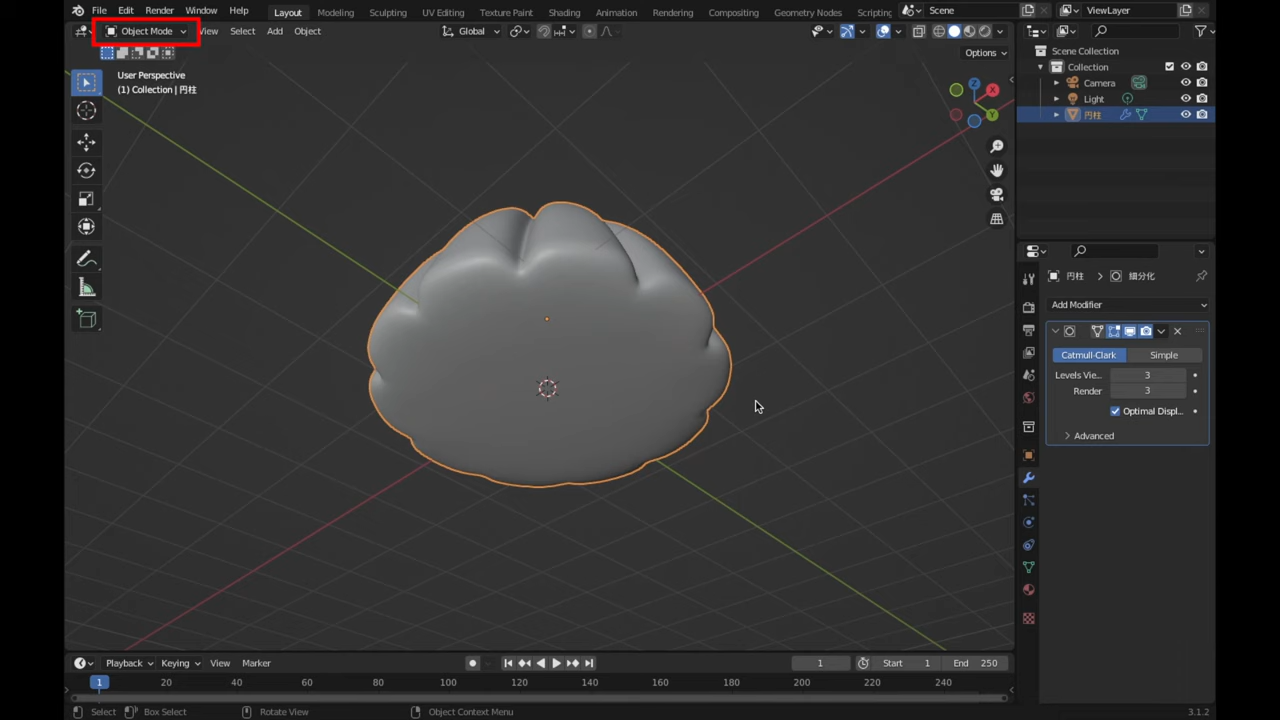 File Edit Render Window Help Layout Modeling Sculpting UV Editing Texture Paint Shading Animation Rendering Compositing Geometry Nodes Scripting Scene ViewLayer
Object Mode View Select Add Object Global
Options
User Perspective
(1) Collection | 円柱
Z
X
Y
Scene Collection
Collection
Camera
Light
円柱
円柱 > 細分化
Add Modifier
Catmull-Clark Simple
Levels Vie... 3
Render 3
Optimal Displ...
Advanced
Playback Keying View Marker 1 Start 1 End 250
1 20 40 60 80 100 120 140 160 180 200 220 240
Select Box Select Rotate View Object Context Menu 3.1.2